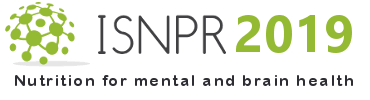 ISNPR 2019
Nutrition for mental and brain health